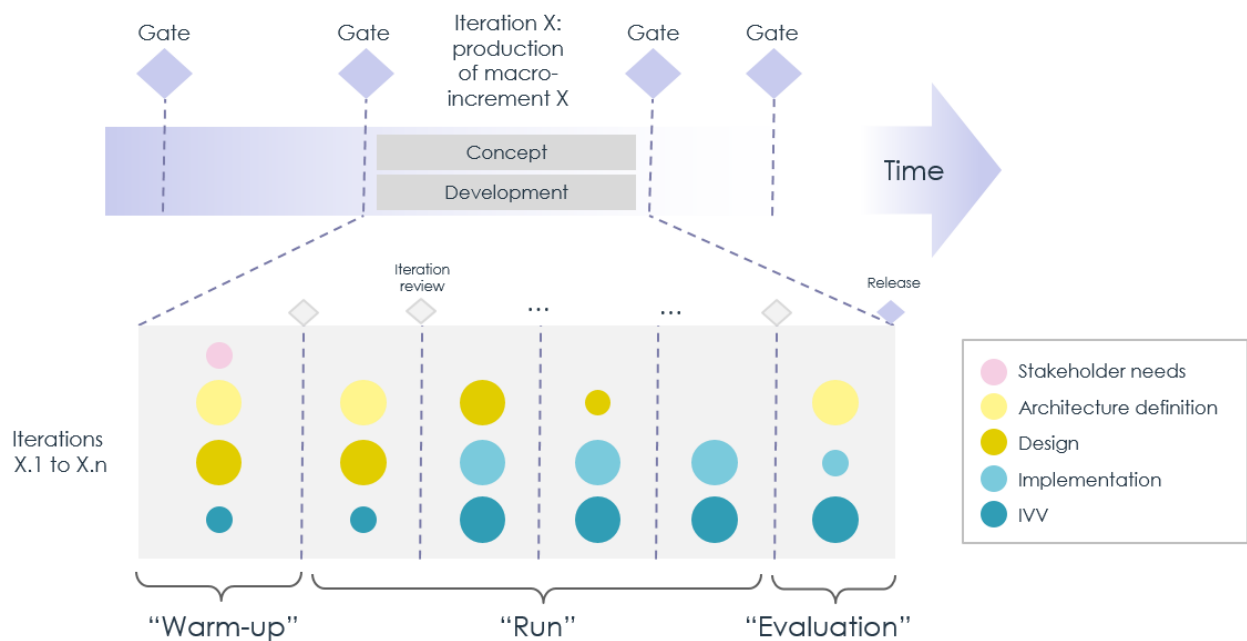 Gate
Gate
Iteration X:
production
of macro-
increment X
Gate
Gate
Concept
Development
Time
Iteration
review
...
...
Release
Iterations
X.1 to X.n
Stakeholder needs
Architecture definition
Design
Implementation
IVV
“Warm-up”
“Run”
“Evaluation”